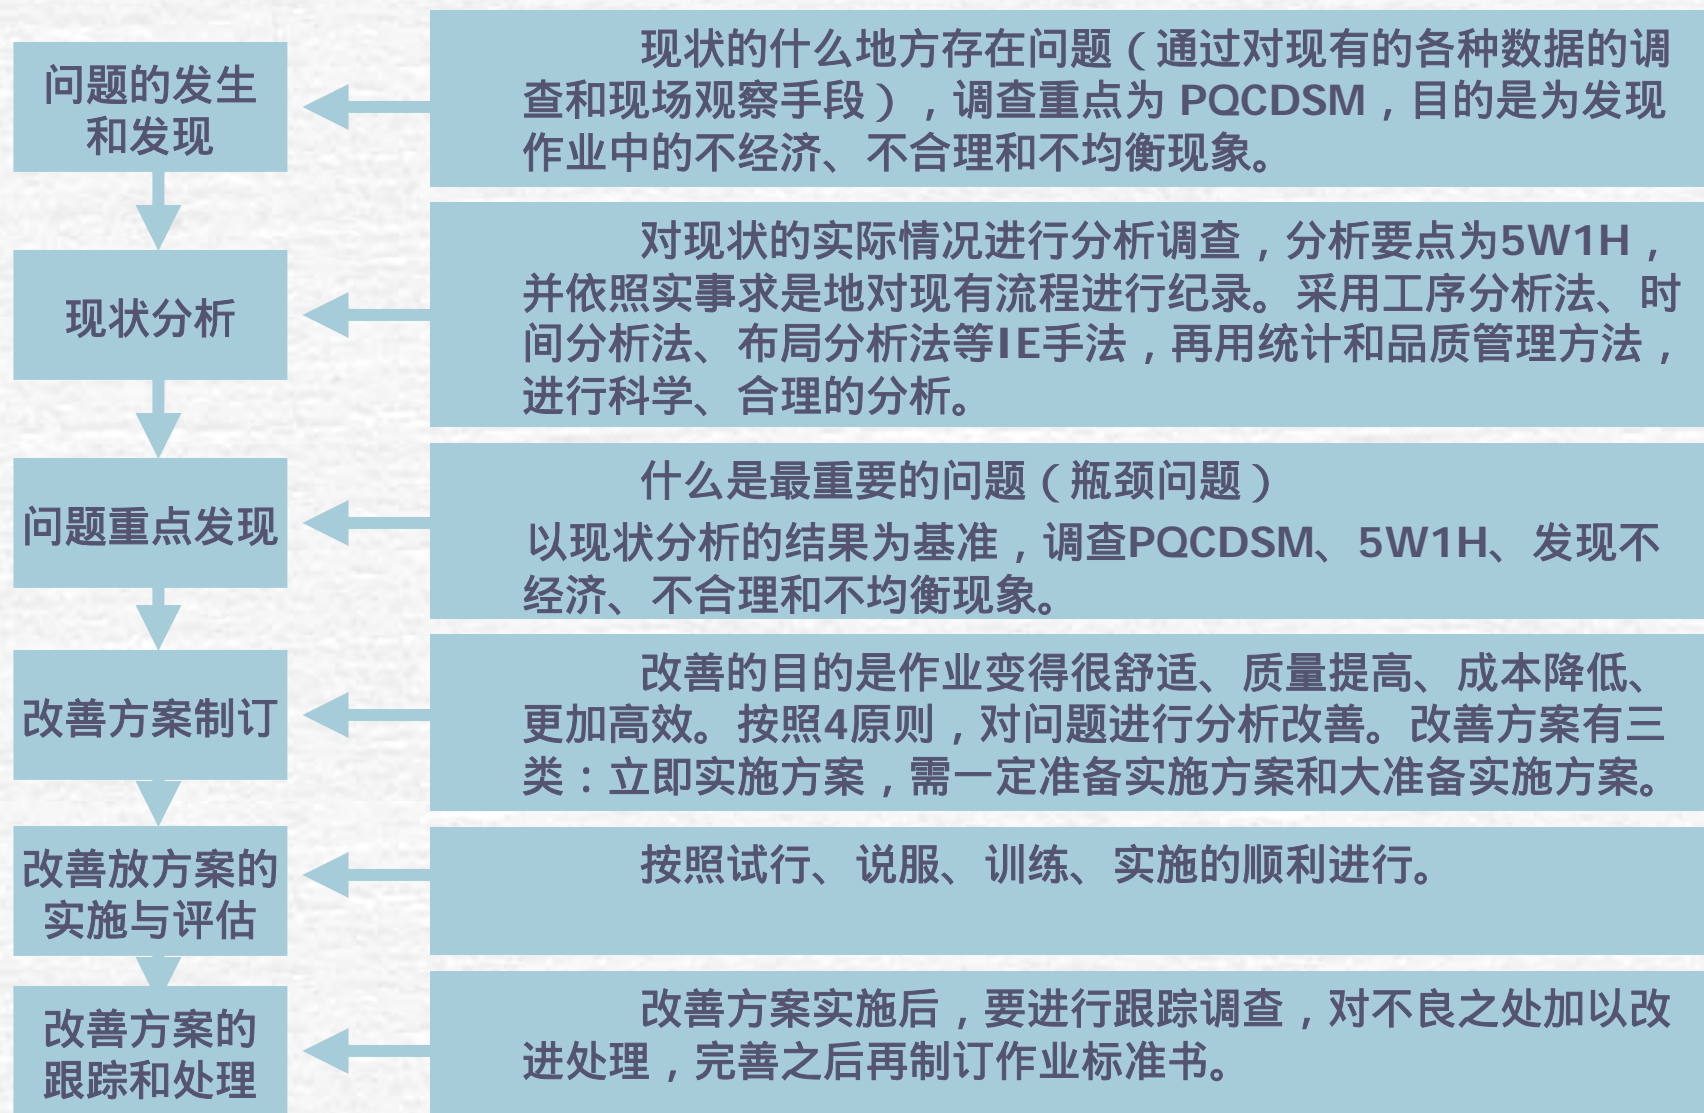 问题的发生
和发现
现状的什么地方存在问题（通过对现有的各种数据的调
查和现场观察手段），调查重点为 PQCDSM，目的是为发现
作业中的不经济、不合理和不均衡现象。
现状分析
对现状的实际情况进行分析调查，分析要点为5W1H，
并依照实事求是地对现有流程进行纪录。采用工序分析法、时
间分析法、布局分析法等IE手法，再用统计和品质管理方法，
进行科学、合理的分析。
问题重点发现
什么是最重要的问题（瓶颈问题）
以现状分析的结果为基准，调查PQCDSM、5W1H、发现不
经济、不合理和不均衡现象。
改善方案制订
改善的目的是作业变得很舒适、质量提高、成本降低、
更加高效。按照4原则，对问题进行分析改善。改善方案有三
类：立即实施方案，需一定准备实施方案和大准备实施方案。
改善放方案的
实施与评估
按照试行、说服、训练、实施的顺利进行。
改善方案的
跟踪和处理
改善方案实施后，要进行跟踪调查，对不良之处加以改
进处理，完善之后再制订作业标准书。